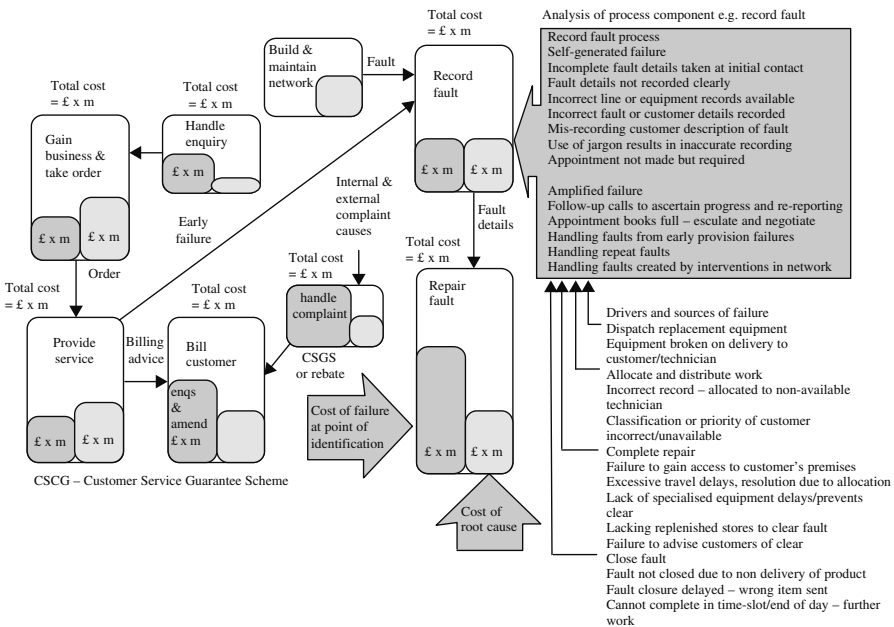 Total cost
= £ x m
Analysis of process component e.g. record fault
Build &
maintain
network
Fault
Record
fault
£ x m
£ x m
Record fault process
Self-generated failure
Incomplete fault details taken at initial contact
Fault details not recorded clearly
Incorrect line or equipment records available
Incorrect fault or customer details recorded
Mis-recording customer description of fault
Use of jargon results in inaccurate recording
Appointment not made but required
Amplified failure
Follow-up calls to ascertain progress and re-reporting
Appointment books full – esculate and negotiate
Handling faults from early provision failures
Handling repeat faults
Handling faults created by interventions in network
Total cost
= £ x m
Gain
business &
take order
£ x m
£ x m
Total cost
= £ x m
Handle
enquiry
£ x m
Early
failure
Internal &
external
complaint
causes
Fault
details
Order
Total cost
= £ x m
Provide
service
£ x m
£ x m
Billing
advice
Total cost
= £ x m
Bill
customer
enqs
&
amend
£ x m
Total cost
= £ x m
handle
complaint
CSGS
or rebate
Total cost
= £ x m
Repair
fault
£ x m
£ x m
Cost of failure
at point of
identification
Cost of
root cause
CSCG – Customer Service Guarantee Scheme
Drivers and sources of failure
Dispatch replacement equipment
Equipment broken on delivery to
customer/technician
Allocate and distribute work
Incorrect record – allocated to non-available
technician
Classification or priority of customer
incorrect/unavailable
Complete repair
Failure to gain access to customer's premises
Excessive travel delays, resolution due to allocation
Lack of specialised equipment delays/prevents
clear
Lacking replenished stores to clear fault
Failure to advise customers of clear
Close fault
Fault not closed due to non delivery of product
Fault closure delayed – wrong item sent
Cannot complete in time-slot/end of day – further
work